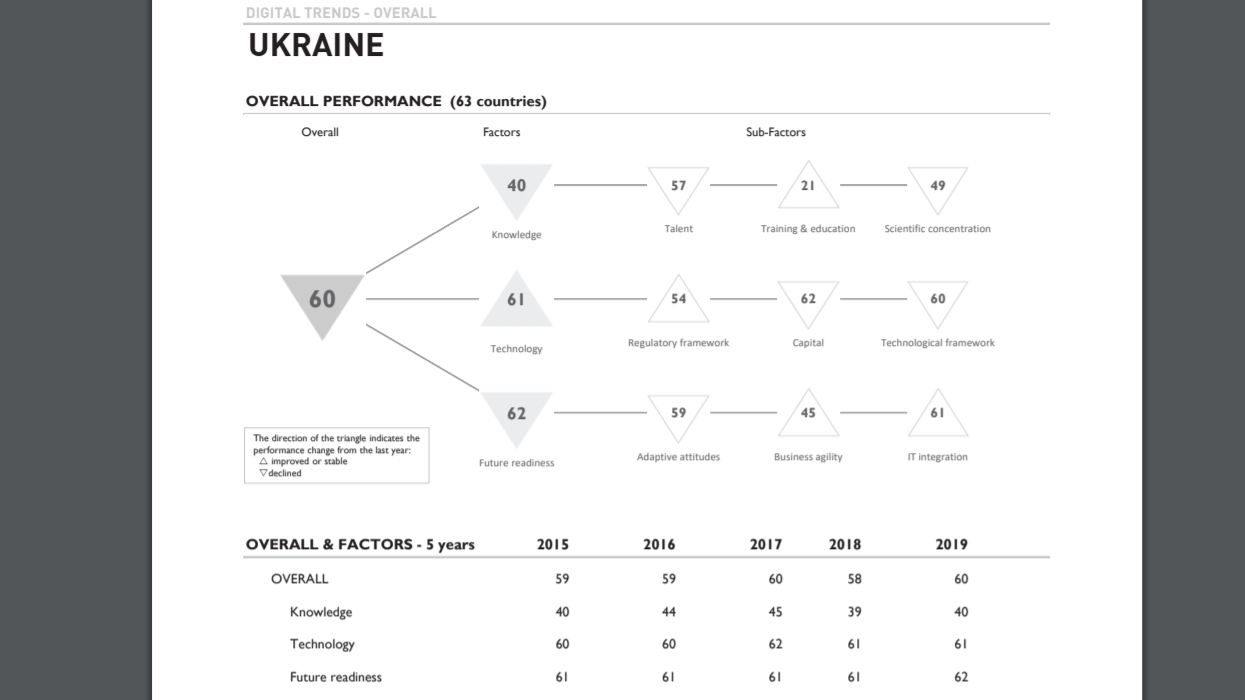 DIGITAL TRENDS - OVERALL
UKRAINE
OVERALL PERFORMANCE (63 countries)
Overall Factors Sub-Factors
40 57 21 49
Knowledge Talent Training & education Scientific concentration
60 61 54 62 60
Technology Regulatory framework Capital Technological framework
62 59 45 61
Future readiness Adaptive attitudes Business agility IT integration
The direction of the triangle indicates the
performance change from the last year:
△ improved or stable
▽ declined
OVERALL & FACTORS - 5 years 2015 2016 2017 2018 2019
OVERALL 59 59 60 58 60
Knowledge 40 44 45 39 40
Technology 60 60 62 61 61
Future readiness 61 61 61 61 62